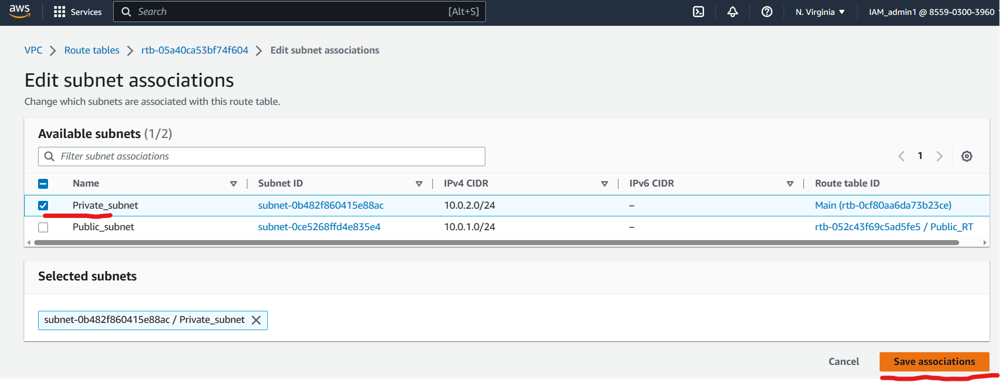 aws Services Search [Alt+S] N. Virginia IAM_admin1 @ 8559-0300-3960
VPC Route tables rtb-05a40ca53bf74f604 Edit subnet associations
Edit subnet associations
Change which subnets are associated with this route table.
Available subnets (1/2)
Filter subnet associations 1
Name Subnet ID IPv4 CIDR IPv6 CIDR Route table ID
Private_subnet subnet-0b482f860415e88ac 10.0.2.0/24 – Main (rtb-0cf80aa6da73b23ce)
Public_subnet subnet-0ce5268ffd4e835e4 10.0.1.0/24 – rtb-052c43f69c5ad5fe5 / Public_RT
Selected subnets
subnet-0b482f860415e88ac / Private_subnet
Cancel Save associations